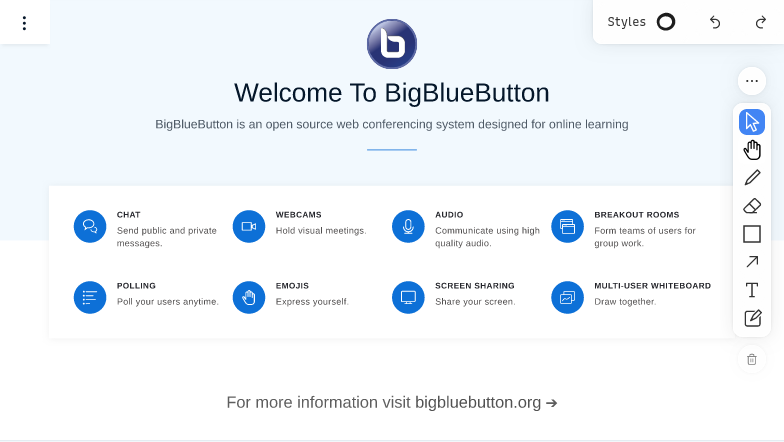 Styles
Welcome To BigBlueButton
BigBlueButton is an open source web conferencing system designed for online learning
CHAT
Send public and private
messages.
WEBCAMS
Hold visual meetings.
AUDIO
Communicate using high
quality audio.
BREAKOUT ROOMS
Form teams of users for
group work.
POLLING
Poll your users anytime.
EMOJIS
Express yourself.
SCREEN SHARING
Share your screen.
MULTI-USER WHITEBOARD
Draw together.
For more information visit bigbluebutton.org ➔